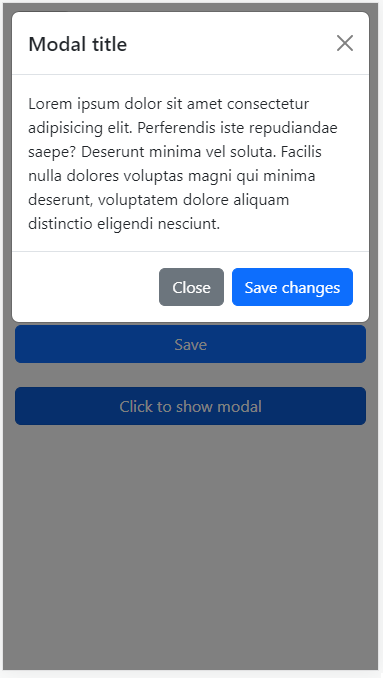 Modal title
Lorem ipsum dolor sit amet consectetur
adipisicing elit. Perferendis iste repudiandae
saepe? Deserunt minima vel soluta. Facilis
nulla dolores voluptas magni qui minima
deserunt, voluptatem dolore aliquam
distinctio eligendi nesciunt.
Close Save changes
Save
Click to show modal